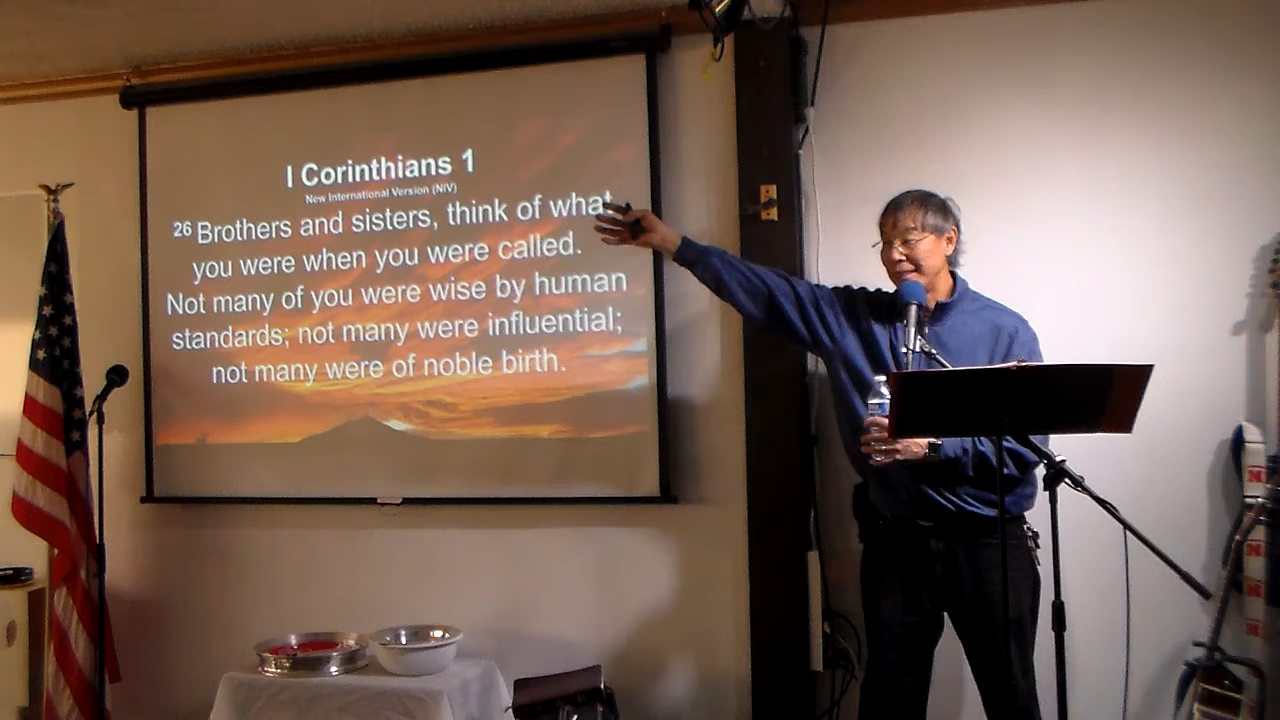 I Corinthians 1
New International Version (NIV)
26 Brothers and sisters, think of what
you were when you were called.
Not many of you were wise by human
standards; not many were influential;
not many were of noble birth.
N
N
N
N